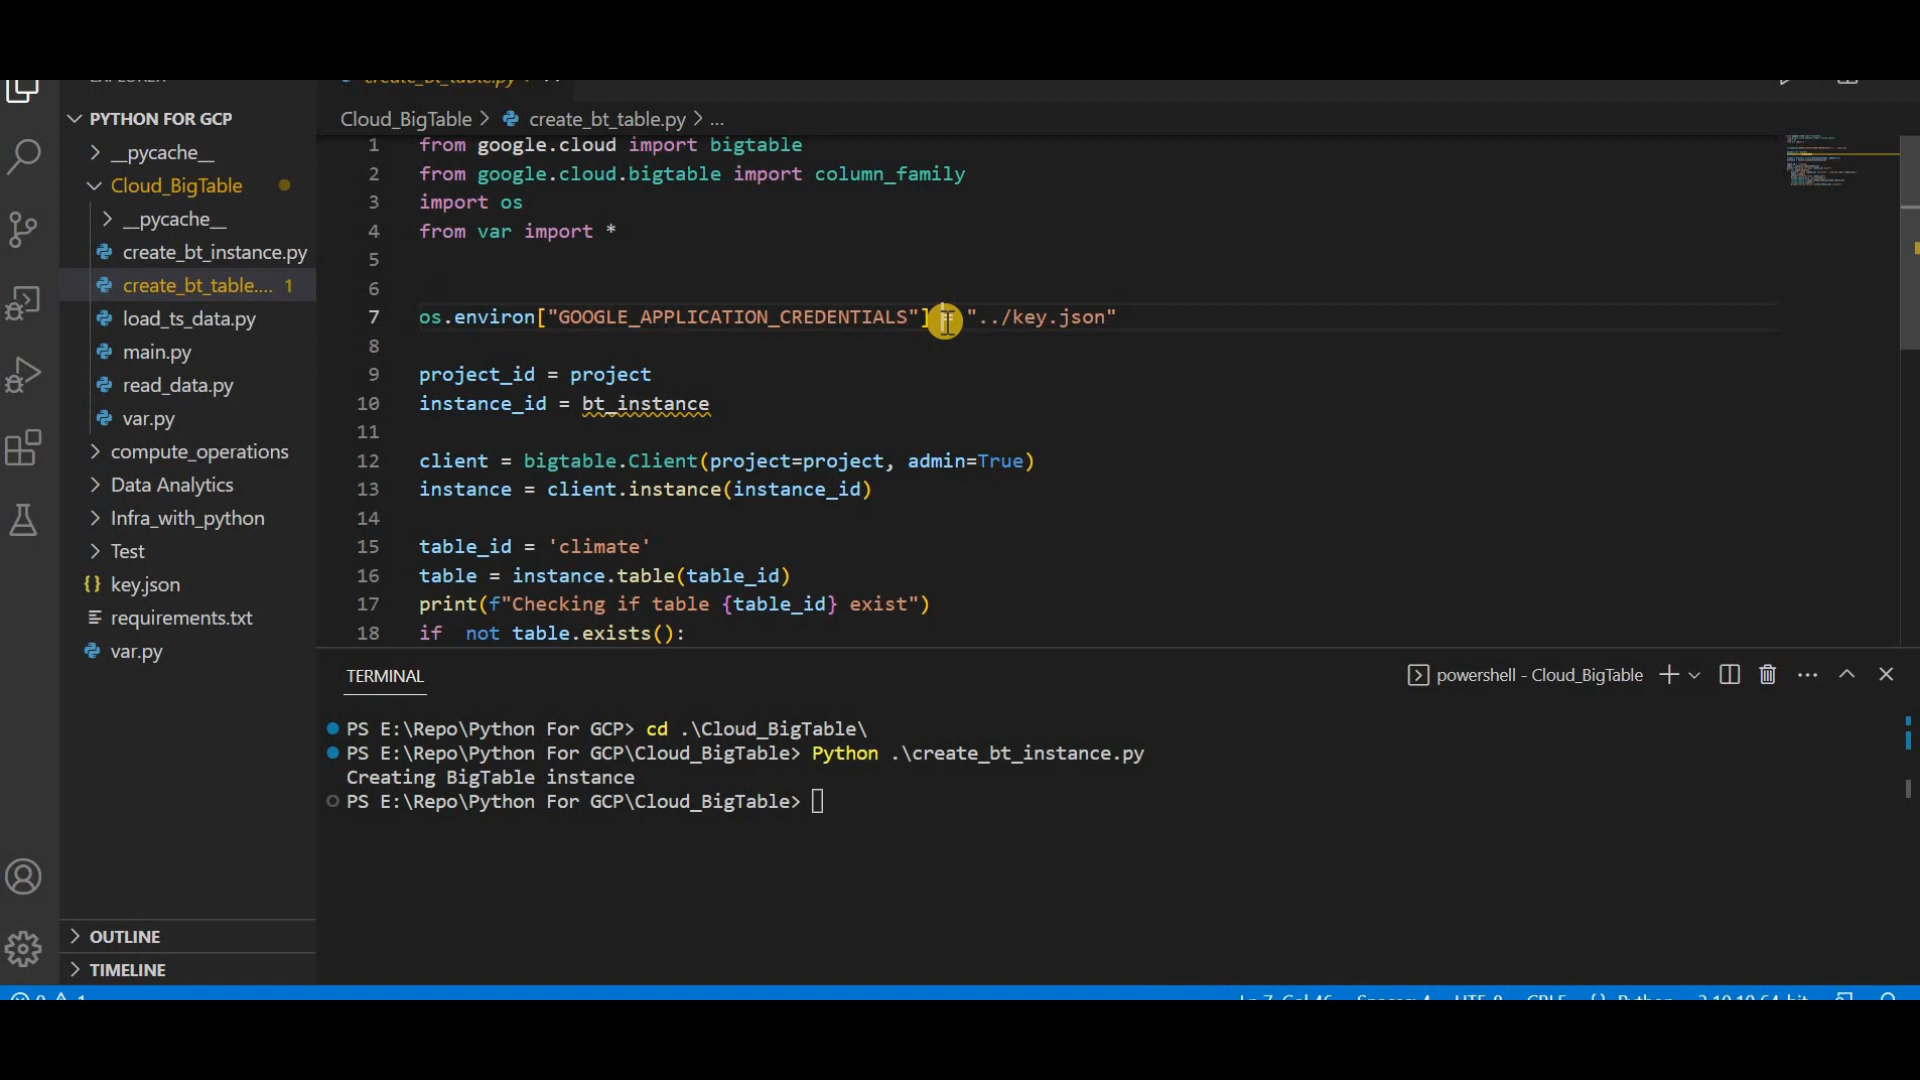 create_bt_table.py
PYTHON FOR GCP
__pycache__
Cloud_BigTable
__pycache__
create_bt_instance.py
create_bt_table.... 1
load_ts_data.py
main.py
read_data.py
var.py
compute_operations
Data Analytics
Infra_with_python
Test
key.json
requirements.txt
var.py
OUTLINE
TIMELINE
Cloud_BigTable > create_bt_table.py > ...
1 from google.cloud import bigtable
2 from google.cloud.bigtable import column_family
3 import os
4 from var import *
5
6
7 os.environ["GOOGLE_APPLICATION_CREDENTIALS"] = "../key.json"
8
9 project_id = project
10 instance_id = bt_instance
11
12 client = bigtable.Client(project=project, admin=True)
13 instance = client.instance(instance_id)
14
15 table_id = 'climate'
16 table = instance.table(table_id)
17 print(f"Checking if table {table_id} exist")
18 if  not table.exists():
TERMINAL
powershell - Cloud_BigTable
PS E:\Repo\Python For GCP> cd .\Cloud_BigTable\
PS E:\Repo\Python For GCP\Cloud_BigTable> Python .\create_bt_instance.py
Creating BigTable instance
PS E:\Repo\Python For GCP\Cloud_BigTable>